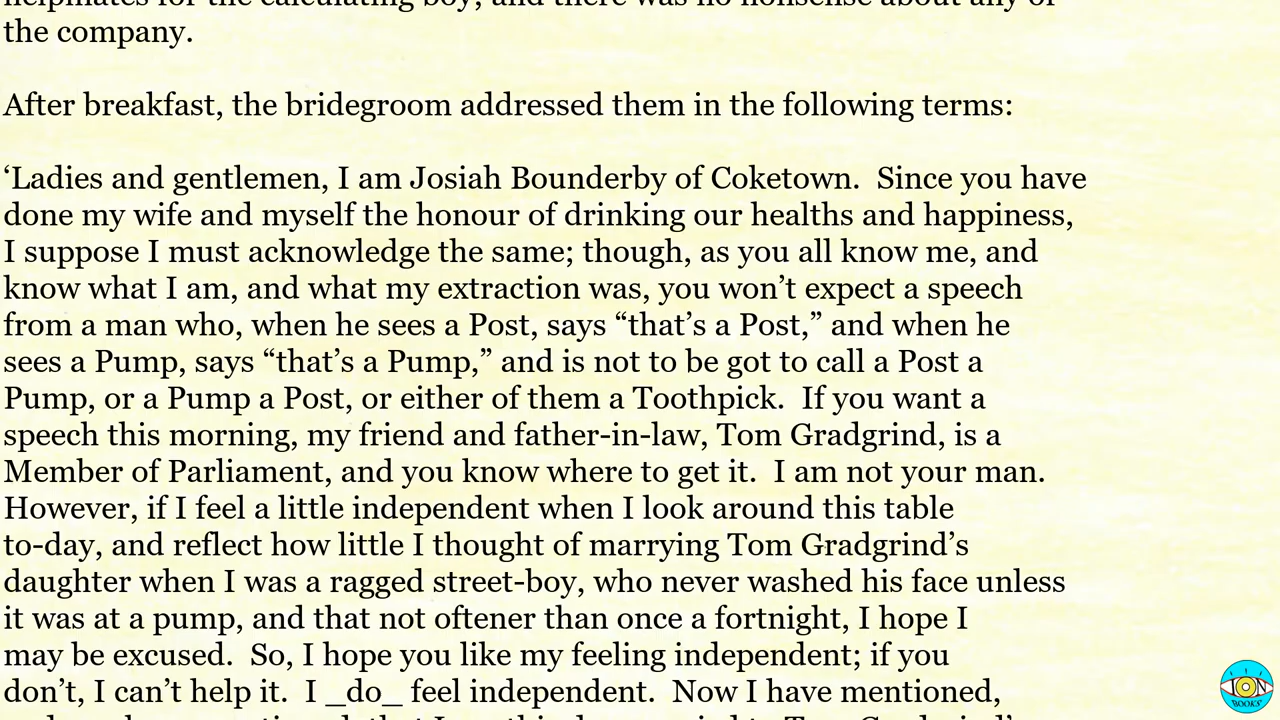 helpmates for the calculating boy; and there was no nonsense about any of
the company.
After breakfast, the bridegroom addressed them in the following terms:
‘Ladies and gentlemen, I am Josiah Bounderby of Coketown.  Since you have
done my wife and myself the honour of drinking our healths and happiness,
I suppose I must acknowledge the same; though, as you all know me, and
know what I am, and what my extraction was, you won’t expect a speech
from a man who, when he sees a Post, says “that’s a Post,” and when he
sees a Pump, says “that’s a Pump,” and is not to be got to call a Post a
Pump, or a Pump a Post, or either of them a Toothpick.  If you want a
speech this morning, my friend and father-in-law, Tom Gradgrind, is a
Member of Parliament, and you know where to get it.  I am not your man.
However, if I feel a little independent when I look around this table
to-day, and reflect how little I thought of marrying Tom Gradgrind’s
daughter when I was a ragged street-boy, who never washed his face unless
it was at a pump, and that not oftener than once a fortnight, I hope I
may be excused.  So, I hope you like my feeling independent; if you
don’t, I can’t help it.  I _do_ feel independent.  Now I have mentioned,
ION
BOOKS